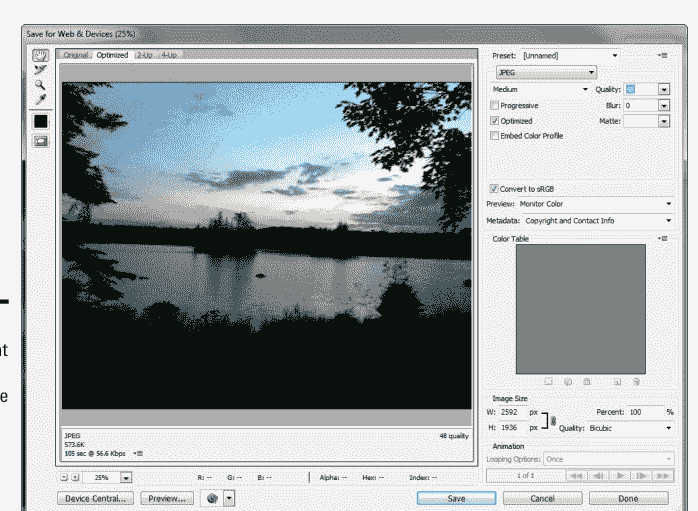 Save for Web & Devices (25%)
Original Optimized 2-Up 4-Up
Preset: [Unnamed]
JPEG
Medium Quality:
Progressive Blur: 0
Optimized Matte:
Embed Color Profile
Convert to sRGB
Preview: Monitor Color
Metadata: Copyright and Contact Info
Color Table
nt
e
Image Size
W: 2592 px Percent: 100 %
H: 1936 px Quality: Bicubic
JPEG 48 quality
573.6K
105 sec @ 56.6 Kbps
Animation
Looping Options: Once
25% R: -- G: -- B: -- Alpha: -- Hex: -- Index: --
1 of 1
Device Central... Preview... Save Cancel Done